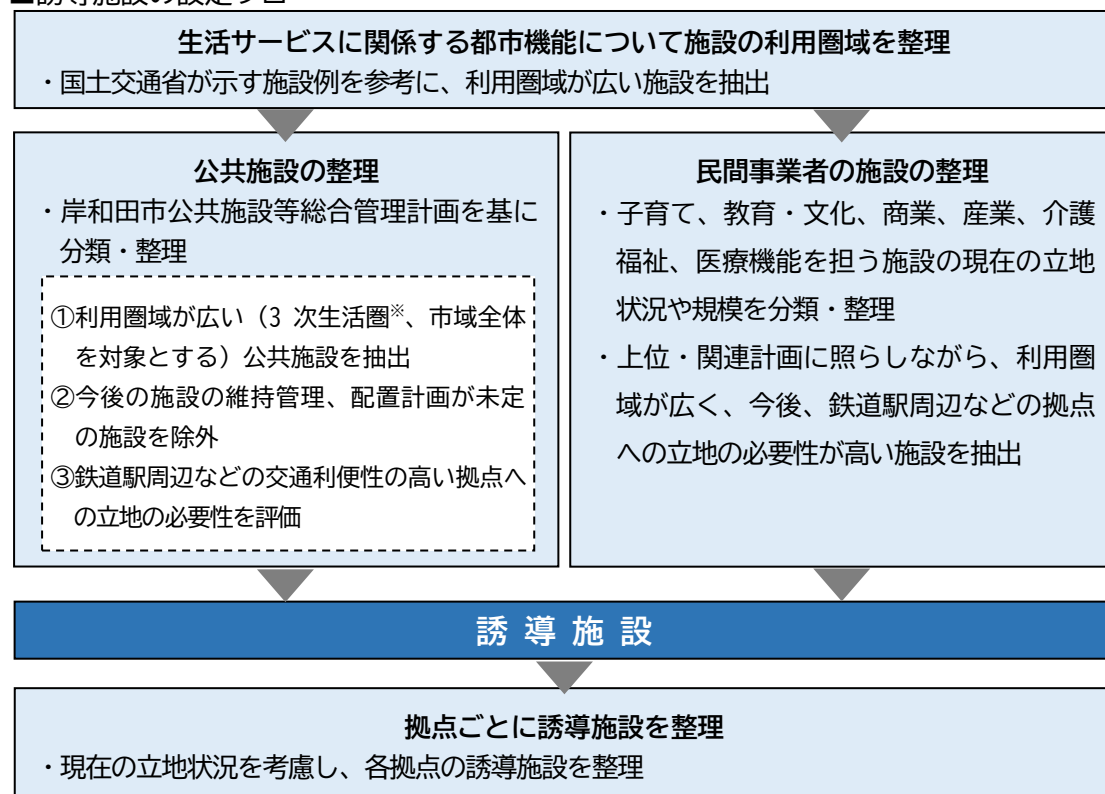 ■誘導施設の設定フロー
生活サービスに関係する都市機能について施設の利用圏域を整理
・国土交通省が示す施設例を参考に、利用圏域が広い施設を抽出
公共施設の整理
・岸和田市公共施設等総合管理計画を基に
分類・整理
①利用圏域が広い（3 次生活圏※、市域全体
を対象とする）公共施設を抽出
②今後の施設の維持管理、配置計画が未定
の施設を除外
③鉄道駅周辺などの交通利便性の高い拠点へ
の立地の必要性を評価
民間事業者の施設の整理
・子育て、教育・文化、商業、産業、介護
福祉、医療機能を担う施設の現在の立地
状況や規模を分類・整理
・上位・関連計画に照らしながら、利用圏
域が広く、今後、鉄道駅周辺などの拠点
への立地の必要性が高い施設を抽出
誘 導 施 設
拠点ごとに誘導施設を整理
・現在の立地状況を考慮し、各拠点の誘導施設を整理